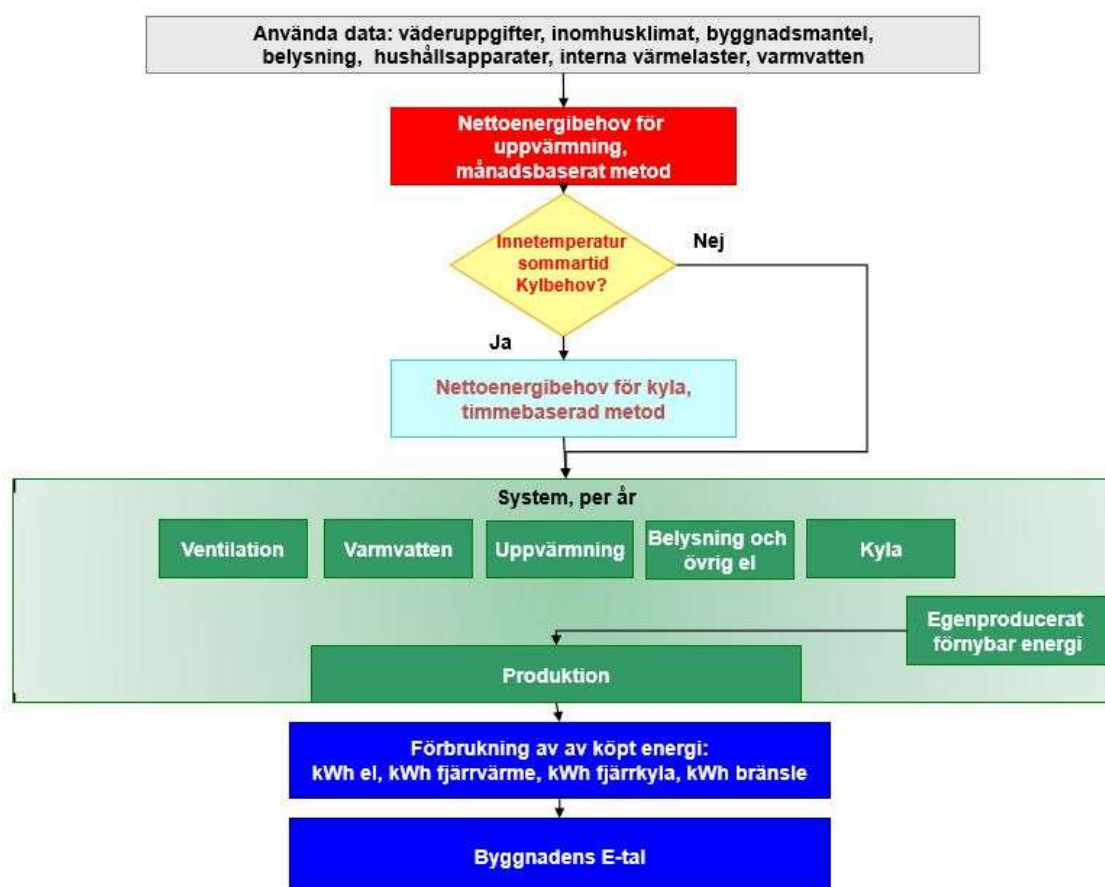 Använda data: väderuppgifter, inomhusklimat, byggnadsmantel,
belysning, hushållsapparater, interna värmelaster, varmvatten
Nettoenergibehov för
uppvärmning,
månadsbaserat metod
Innetemperatur
sommartid
Kylbehov?
Nej
Ja
Nettoenergibehov för kyla,
timmebaserad metod
System, per år
Ventilation
Varmvatten
Uppvärmning
Belysning och
övrig el
Kyla
Egenproducerat
förnybar energi
Produktion
Förbrukning av av köpt energi:
kWh el, kWh fjärrvärme, kWh fjärrkyla, kWh bränsle
Byggnadens E-tal